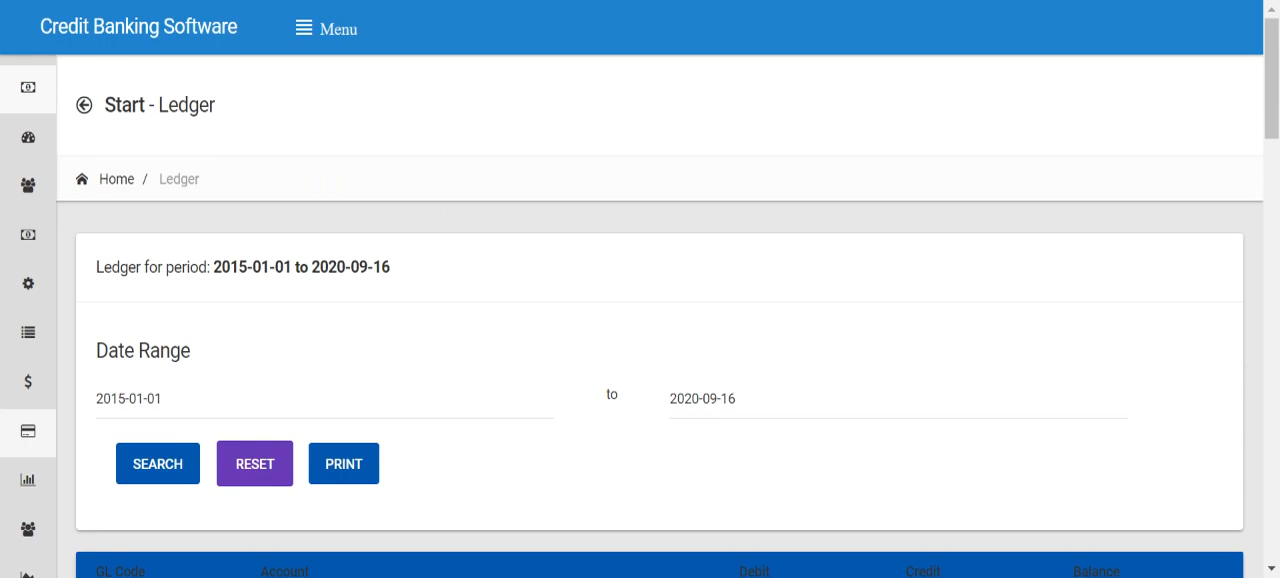 Credit Banking Software
Menu
Start - Ledger
Home / Ledger
Ledger for period: 2015-01-01 to 2020-09-16
Date Range
2015-01-01 to 2020-09-16
SEARCH RESET PRINT
GL Code Account Debit Credit Balance